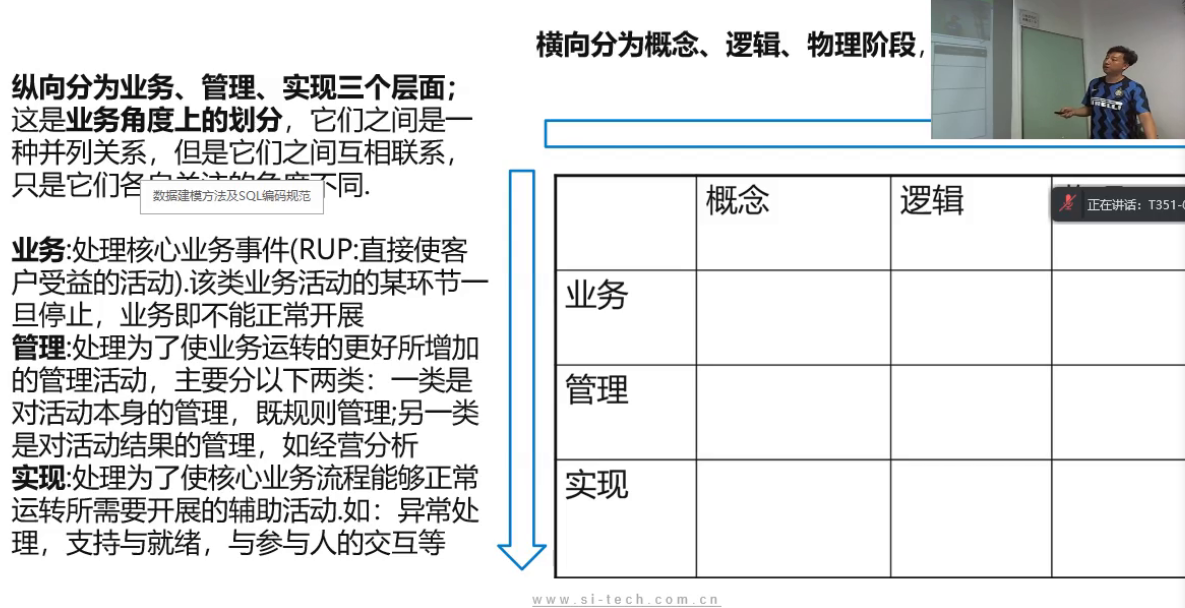 横向分为概念、逻辑、物理阶段，
纵向分为业务、管理、实现三个层面；
这是业务角度上的划分，它们之间是一
种并列关系，但是它们之间互相联系，
只是它们各自关注的角度不同.
数据建模方法及SQL编码规范
业务:处理核心业务事件(RUP:直接使客
户受益的活动).该类业务活动的某环节一
旦停止，业务即不能正常开展
管理:处理为了使业务运转的更好所增加
的管理活动，主要分以下两类：一类是
对活动本身的管理，既规则管理;另一类
是对活动结果的管理，如经营分析
实现:处理为了使核心业务流程能够正常
运转所需要开展的辅助活动.如：异常处
理，支持与就绪，与参与人的交互等
概念
逻辑
正在讲话：T351-
业务
管理
实现
PIRELLI
www.si-tech.com.cn